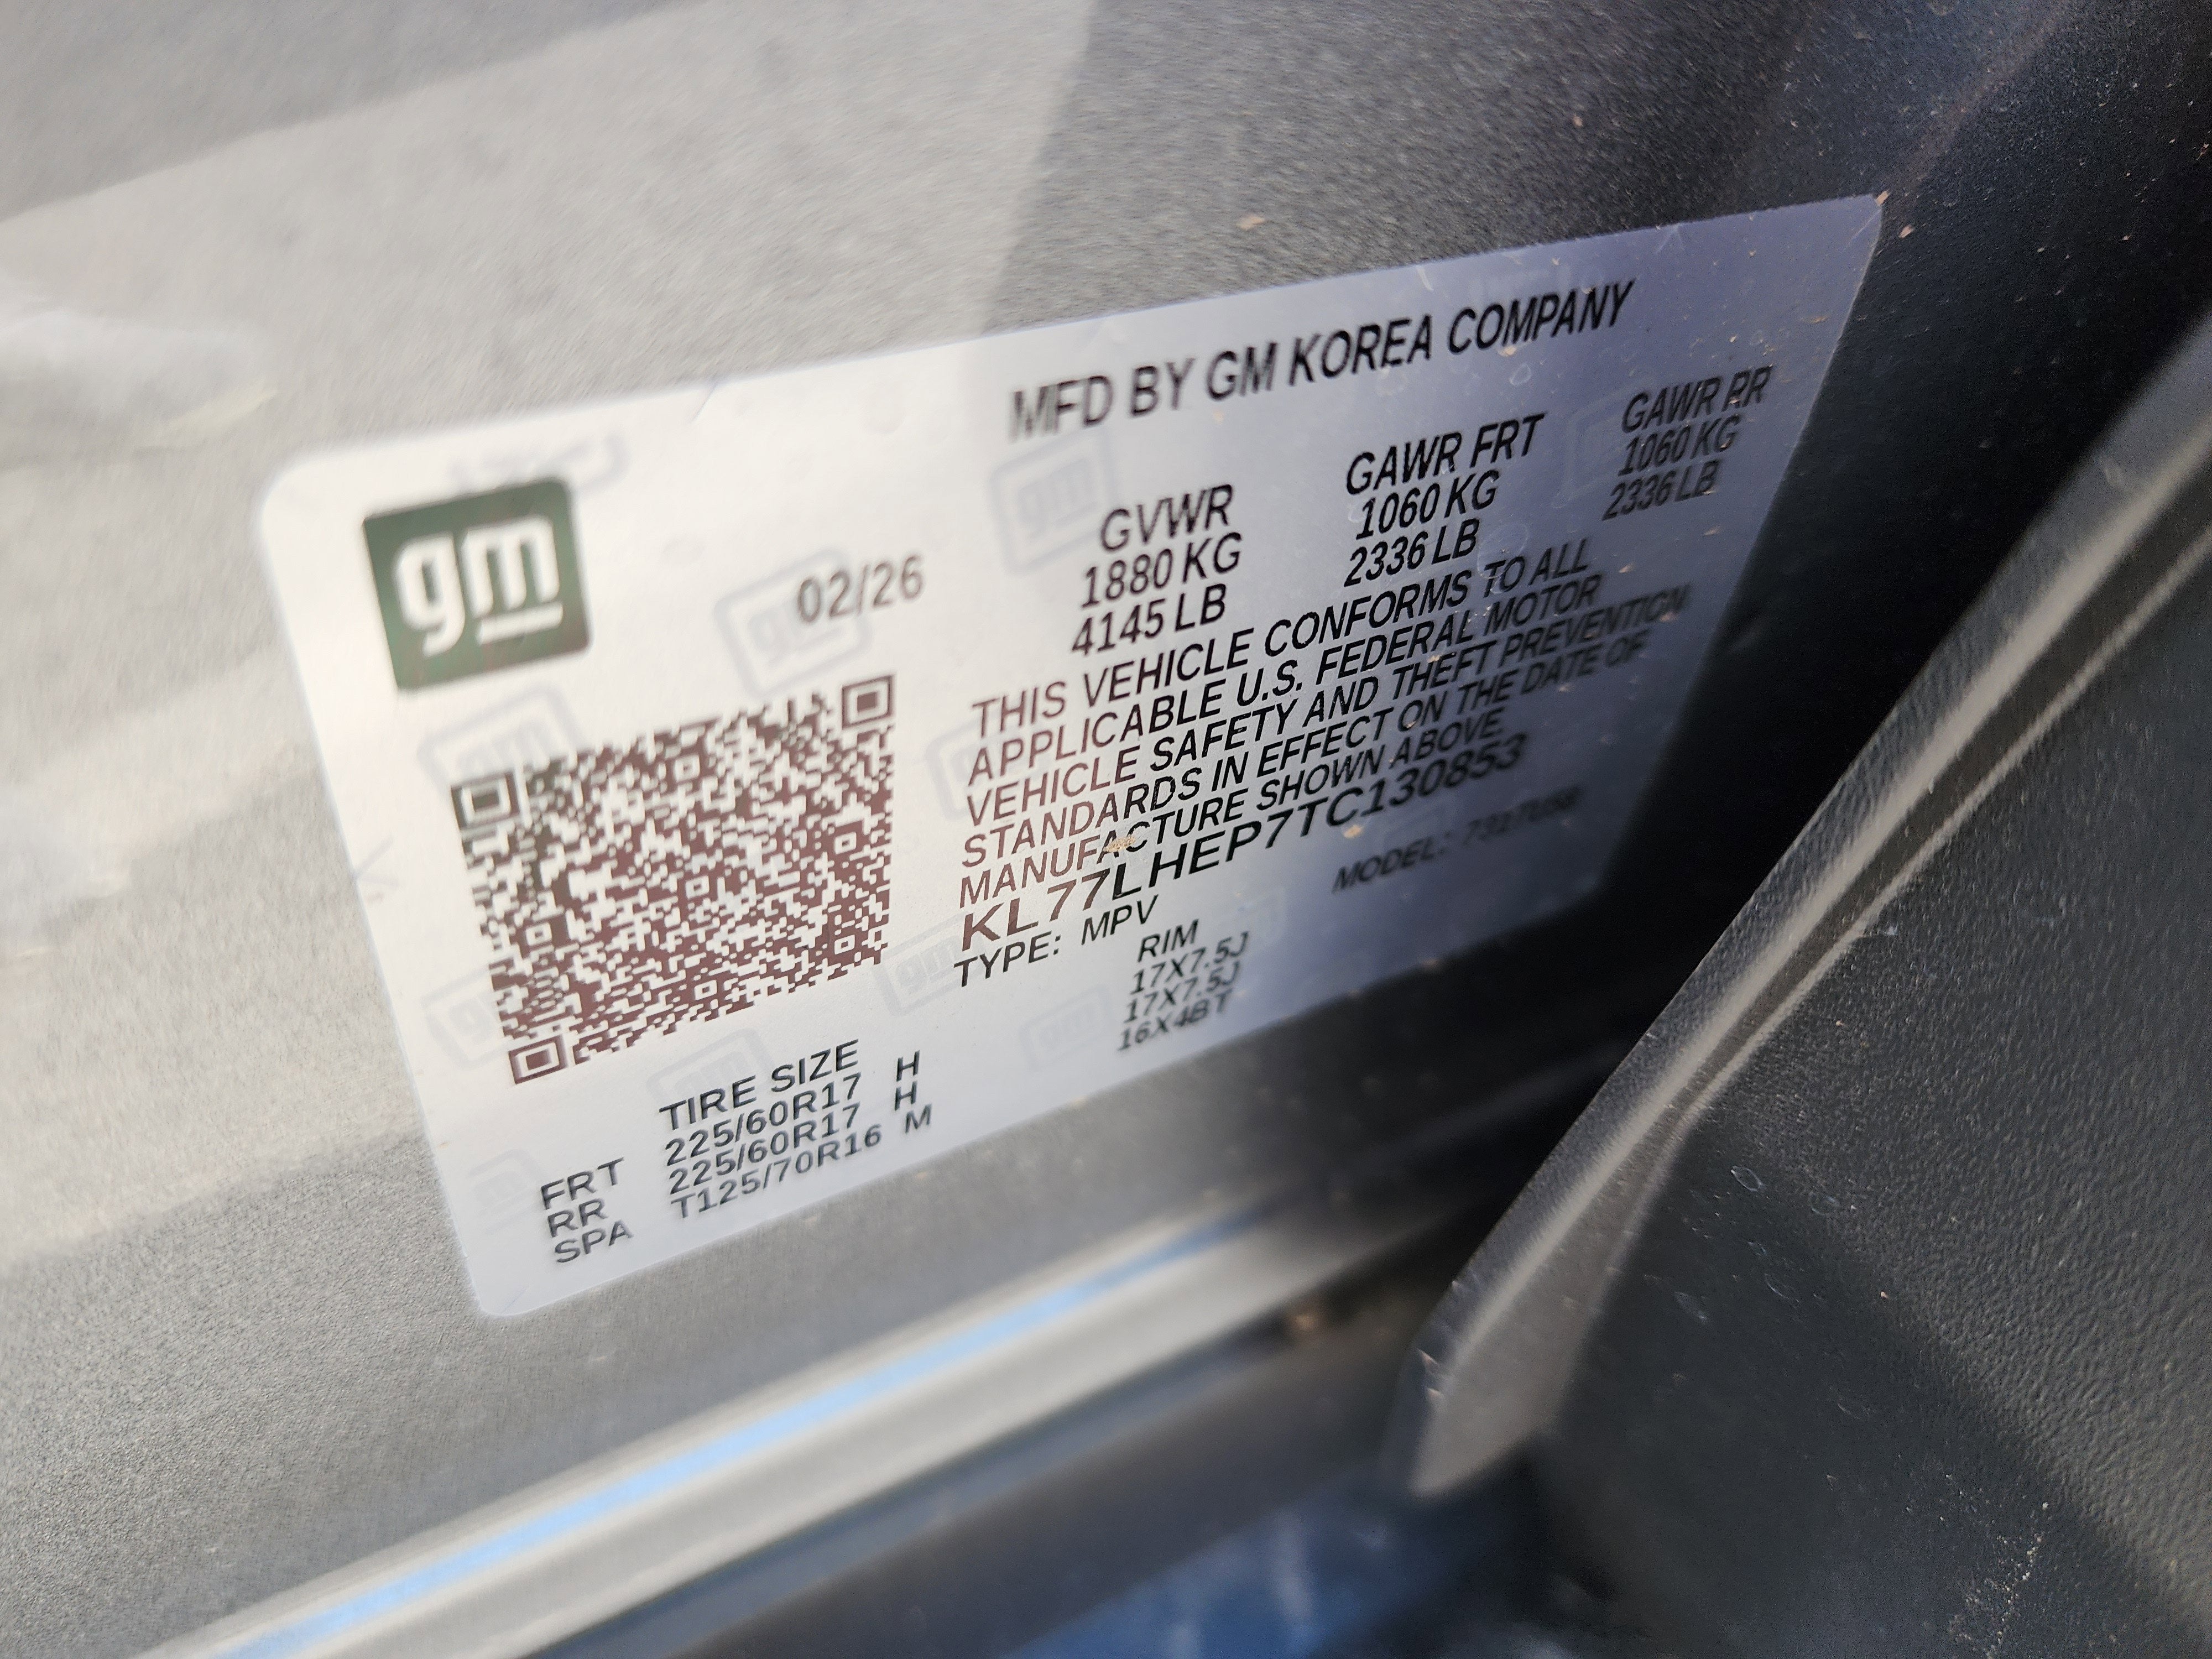 MFD BY GM KOREA COMPANY
gm
02/26
GVWR GAWR FRT GAWR RR
1880 KG 1060 KG 1060 KG
4145 LB 2336 LB 2336 LB
THIS VEHICLE CONFORMS TO ALL
APPLICABLE U.S. FEDERAL MOTOR
VEHICLE SAFETY AND THEFT PREVENTION
STANDARDS IN EFFECT ON THE DATE OF
MANUFACTURE SHOWN ABOVE
KL77LHEP7TC130853
TYPE: MPV MODEL:
TIRE SIZE RIM
FRT 225/60R17 H 17X7.5J
RR 225/60R17 H 17X7.5J
SPA T125/70R16 M 16X4BT